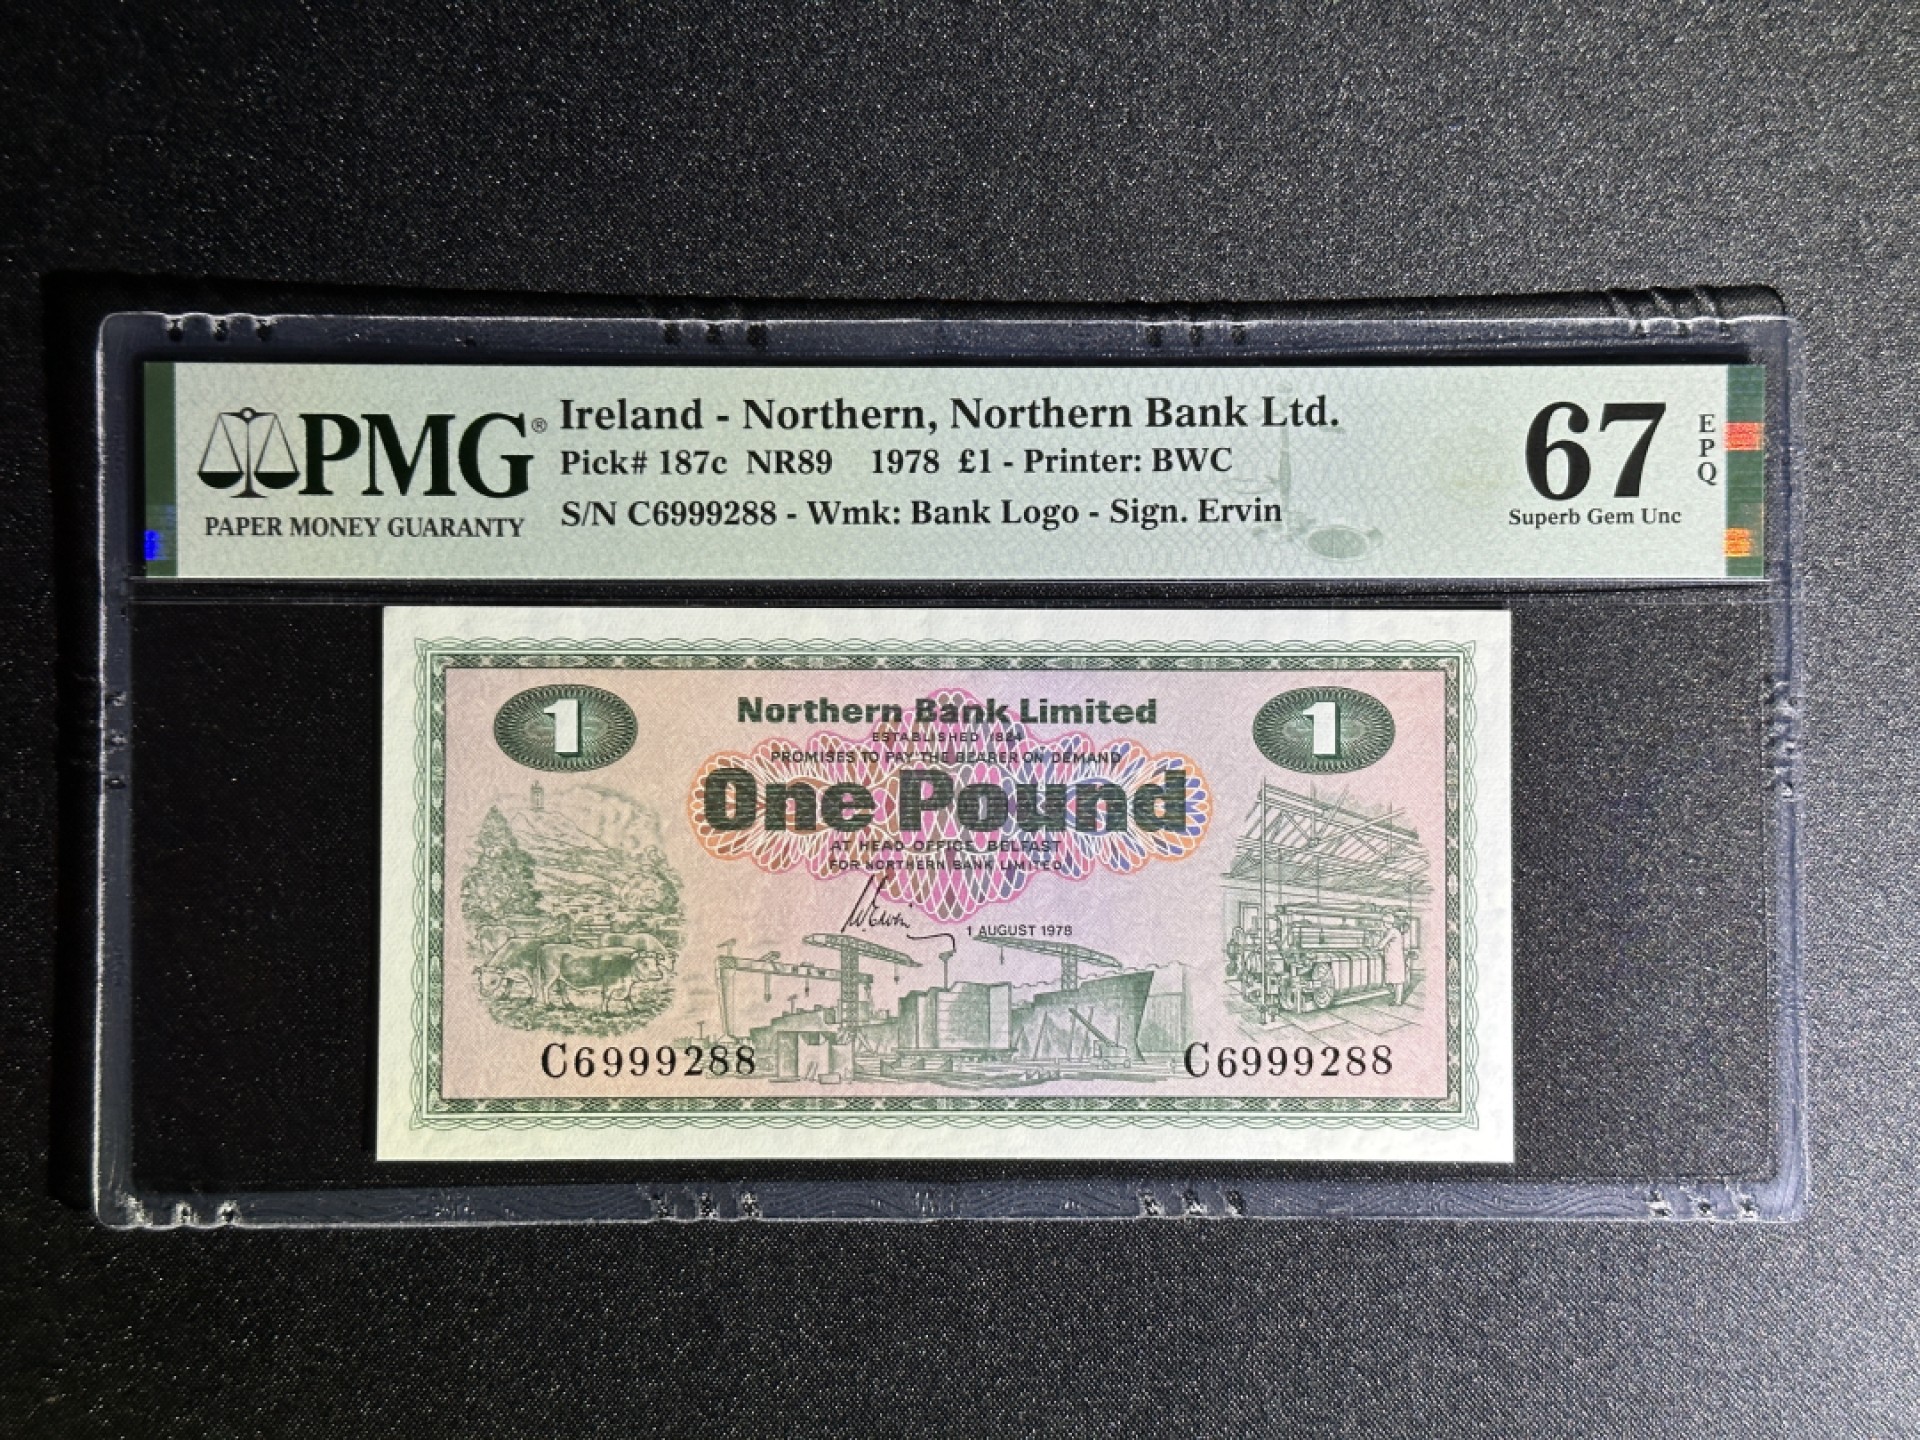 PMG®
PAPER MONEY GUARANTY
Ireland - Northern, Northern Bank Ltd.
Pick# 187c NR89 1978 £1 - Printer: BWC
S/N C6999288 - Wmk: Bank Logo - Sign. Ervin
67
EPQ
Superb Gem Unc
1
1
Northern Bank Limited
ESTABLISHED 1824
PROMISES TO PAY THE BEARER ON DEMAND
One Pound
AT HEAD OFFICE, BELFAST
FOR NORTHERN BANK LIMITED
W. Ervin
1 AUGUST 1978
C6999288
C6999288